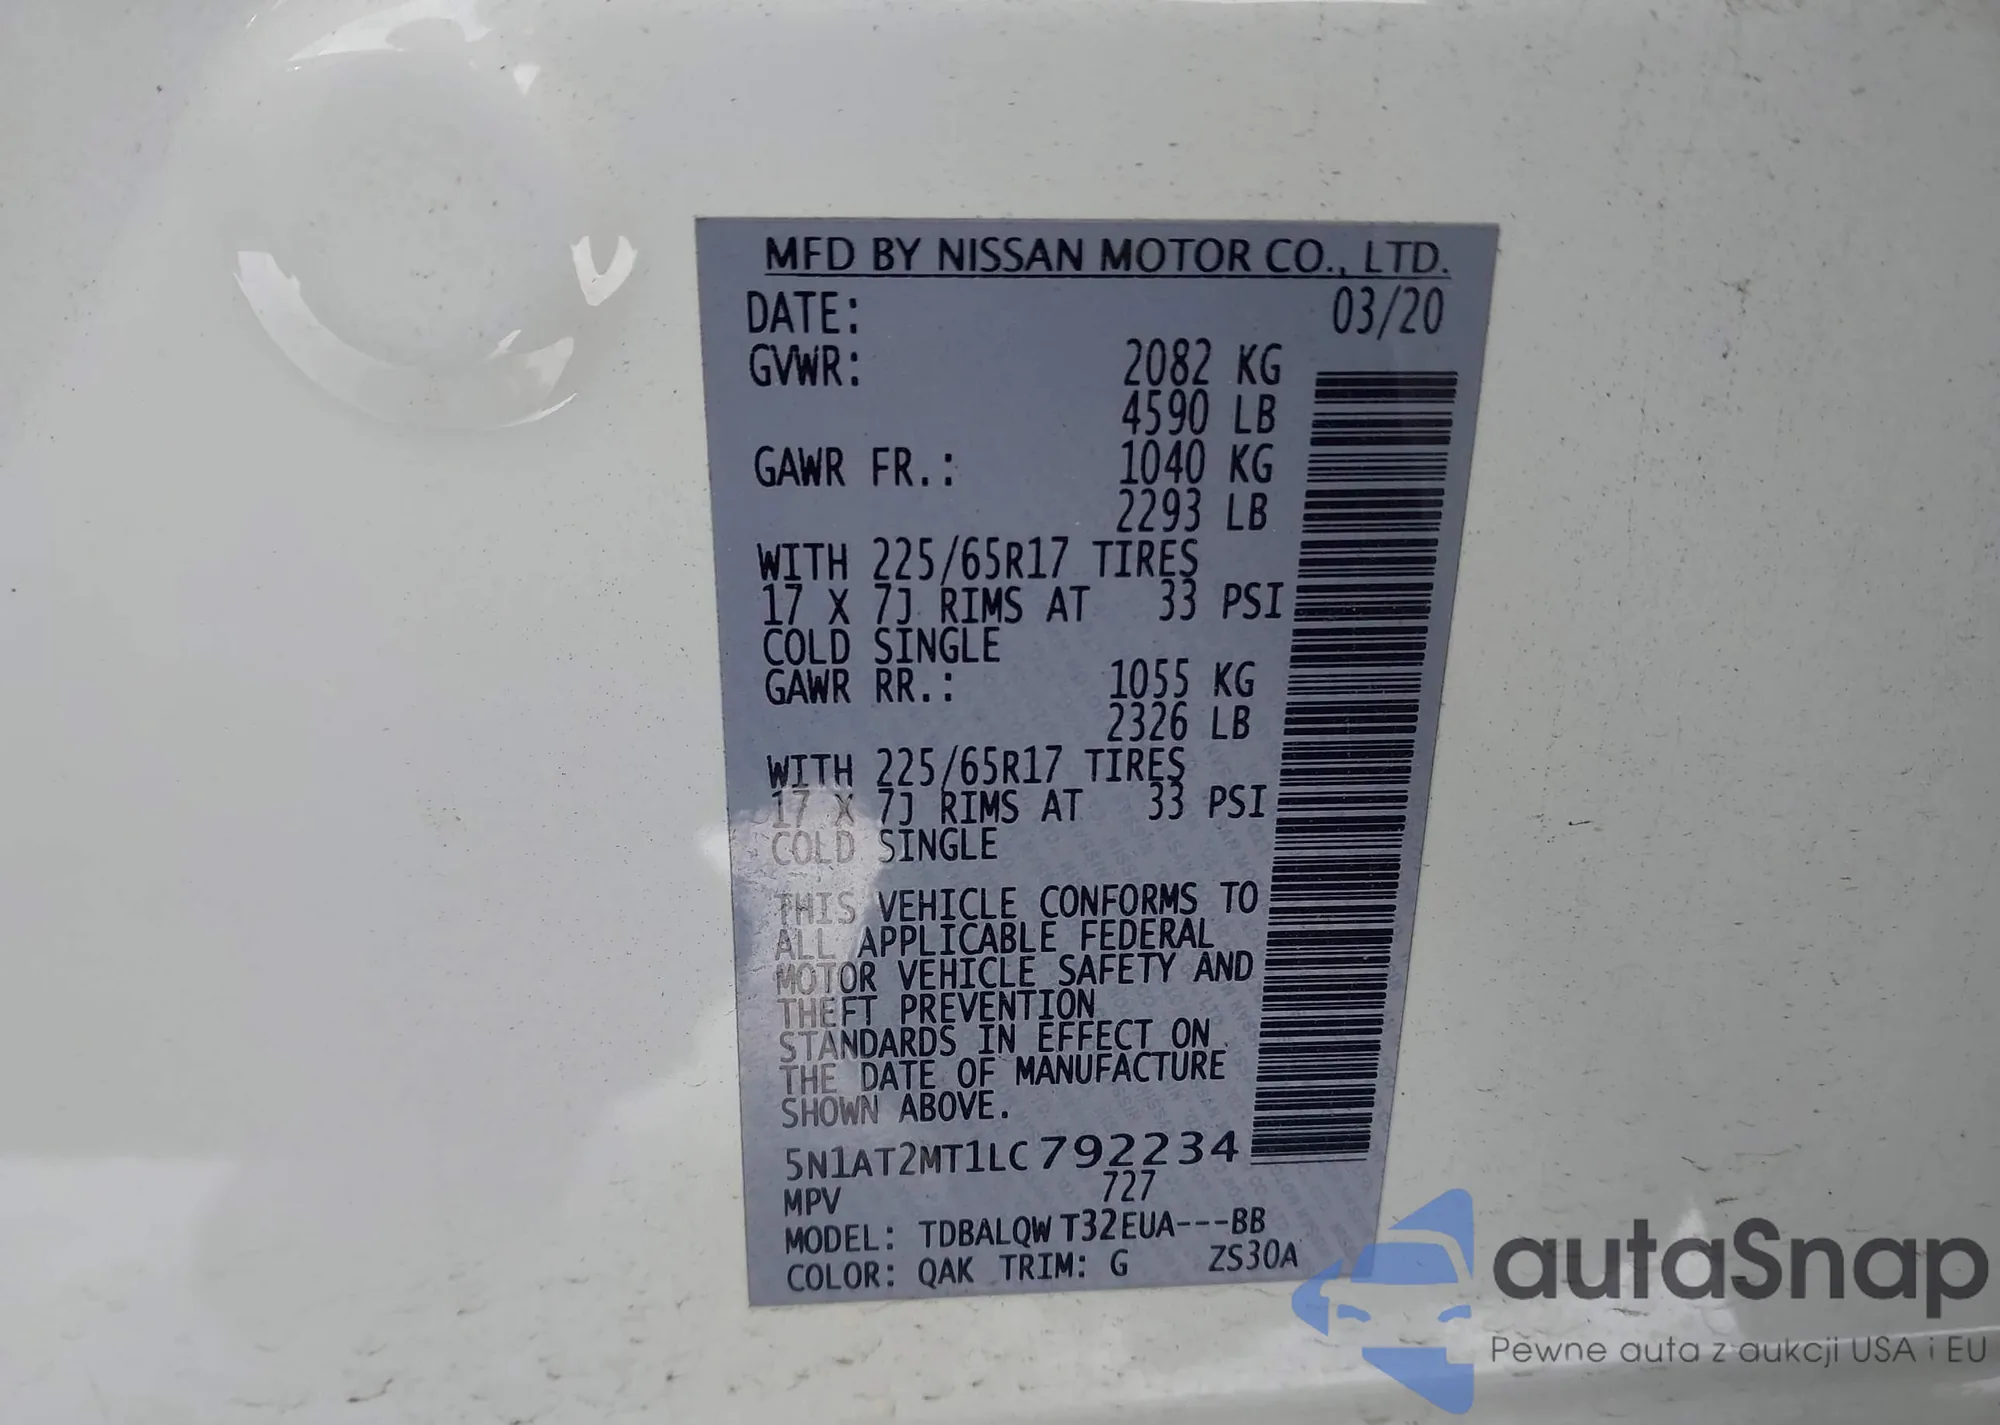 MFD BY NISSAN MOTOR CO., LTD.
DATE: 03/20
GVWR: 2082 KG
4590 LB
GAWR FR.: 1040 KG
2293 LB
WITH 225/65R17 TIRES
17 X 7J RIMS AT 33 PSI
COLD SINGLE
GAWR RR.: 1055 KG
2326 LB
WITH 225/65R17 TIRES
17 X 7J RIMS AT 33 PSI
COLD SINGLE
THIS VEHICLE CONFORMS TO
ALL APPLICABLE FEDERAL
MOTOR VEHICLE SAFETY AND
THEFT PREVENTION
STANDARDS IN EFFECT ON
THE DATE OF MANUFACTURE
SHOWN ABOVE.
5N1AT2MT1LC792234
MPV 727
MODEL: TDBALQW T32EUA---BB
COLOR: QAK TRIM: G ZS30A
autaSnap
Pewne auta z aukcji USA i EU